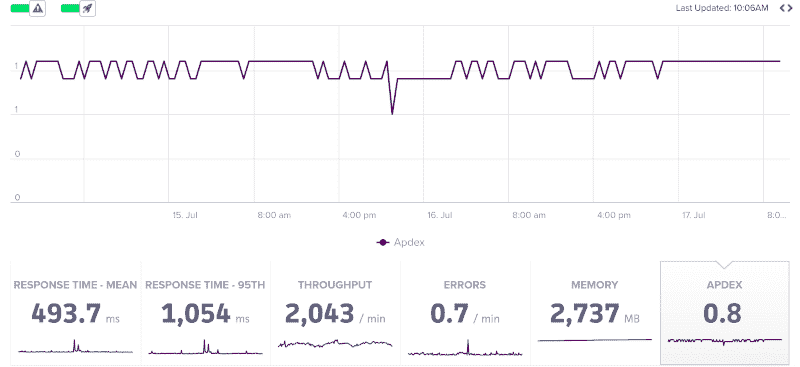 Last Updated: 10:06AM
1
1
0
0
15. Jul 8:00 am 4:00 pm 16. Jul 8:00 am 4:00 pm 17. Jul 8:0...
Apdex
RESPONSE TIME - MEAN RESPONSE TIME - 95TH THROUGHPUT ERRORS MEMORY APDEX
493.7 ms 1,054 ms 2,043 / min 0.7 / min 2,737 MB 0.8